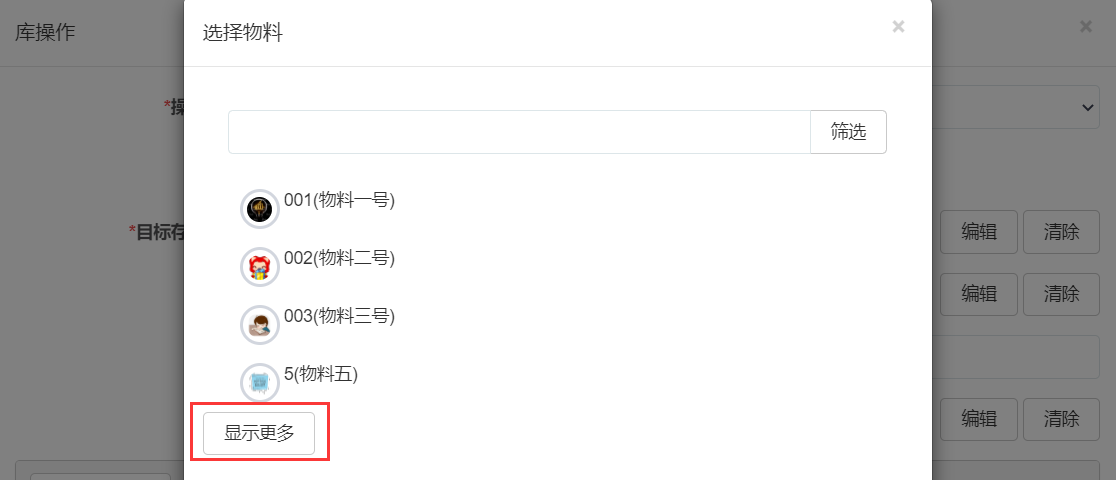 库操作
选择物料
×
×
*操
筛选
001(物料一号)
002(物料二号)
*目标存
编辑
清除
编辑
清除
003(物料三号)
5(物料五)
显示更多
编辑
清除